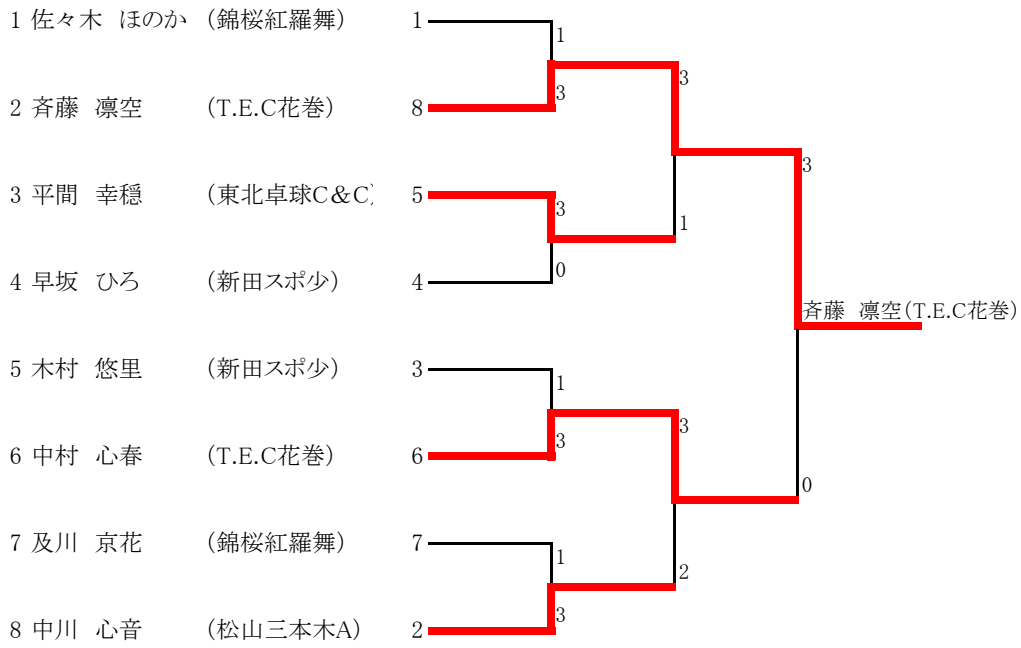 1 佐々木 ほのか (錦桜紅羅舞) 1
1
3
3
2 斉藤 凛空 (T.E.C花巻) 8
3
3 平間 幸穏 (東北卓球C&C) 5
3
1
0
4 早坂 ひろ (新田スポ少) 4
斉藤 凛空(T.E.C花巻)
5 木村 悠里 (新田スポ少) 3
1
3
3
6 中村 心春 (T.E.C花巻) 6
0
7 及川 京花 (錦桜紅羅舞) 7
1
2
3
8 中川 心音 (松山三本木A) 2